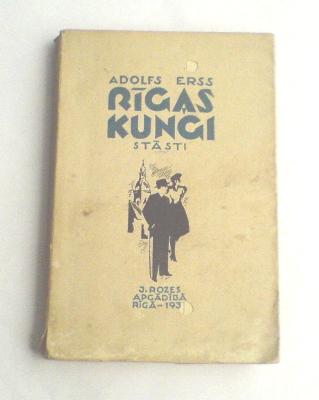 ADOLFS ERSS
RĪGAS
KUNGI
STĀSTI
J. ROZES
APGĀDĪBĀ
RĪGĀ–193